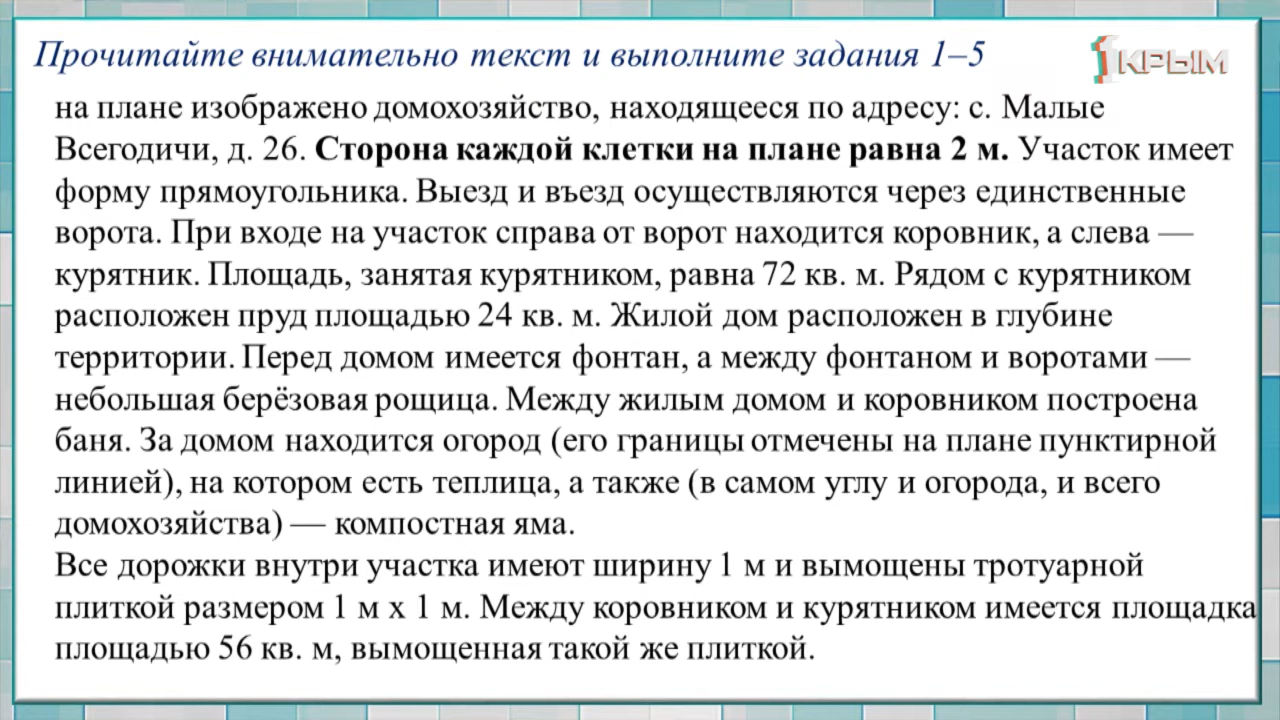 Прочитайте внимательно текст и выполните задания 1–5
1КРЫМ
на плане изображено домохозяйство, находящееся по адресу: с. Малые
Всегодичи, д. 26. Сторона каждой клетки на плане равна 2 м. Участок имеет
форму прямоугольника. Выезд и въезд осуществляются через единственные
ворота. При входе на участок справа от ворот находится коровник, а слева —
курятник. Площадь, занятая курятником, равна 72 кв. м. Рядом с курятником
расположен пруд площадью 24 кв. м. Жилой дом расположен в глубине
территории. Перед домом имеется фонтан, а между фонтаном и воротами —
небольшая берёзовая рощица. Между жилым домом и коровником построена
баня. За домом находится огород (его границы отмечены на плане пунктирной
линией), на котором есть теплица, а также (в самом углу и огорода, и всего
домохозяйства) — компостная яма.
Все дорожки внутри участка имеют ширину 1 м и вымощены тротуарной
плиткой размером 1 м х 1 м. Между коровником и курятником имеется площадка
площадью 56 кв. м, вымощенная такой же плиткой.